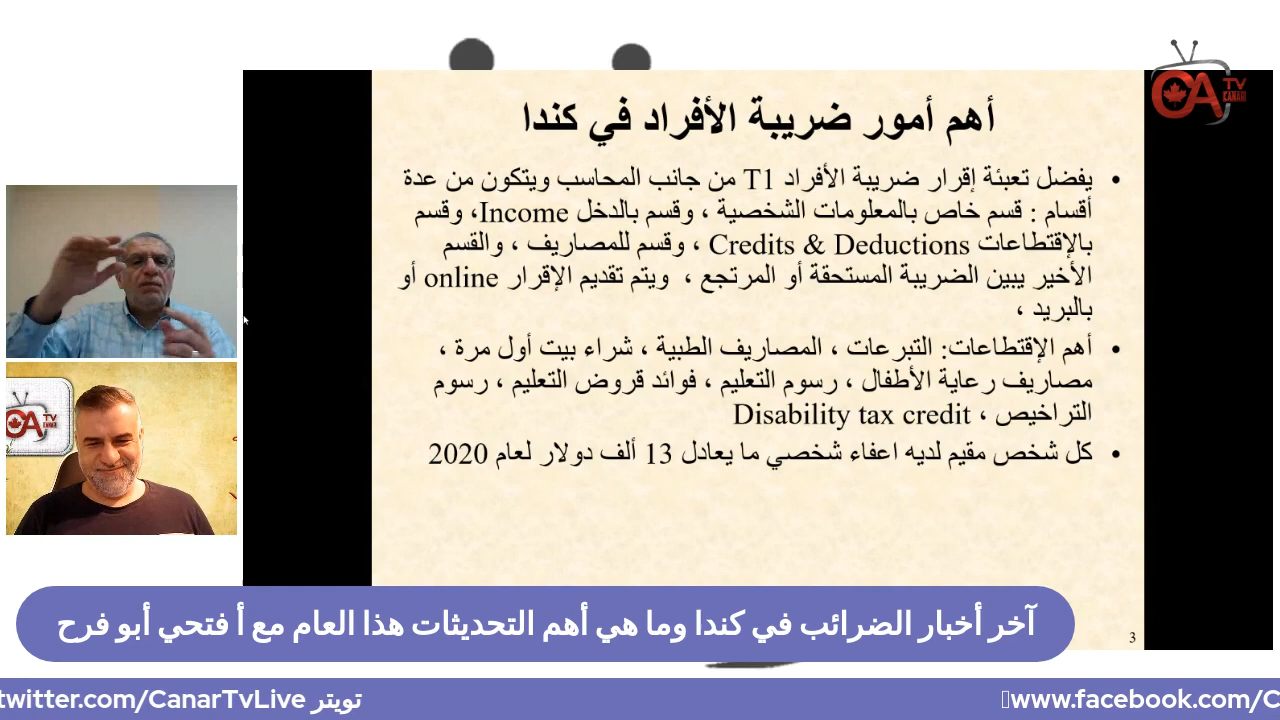 CA TV CANAR
أهم أمور ضريبة الأفراد في كندا
• يفضل تعبئة إقرار ضريبة الأفراد T1 من جانب المحاسب ويتكون من عدة
أقسام : قسم خاص بالمعلومات الشخصية ، وقسم بالدخل Income، وقسم
بالإقتطاعات Credits & Deductions ، وقسم للمصاريف ، والقسم
الأخير يبين الضريبة المستحقة أو المرتجع ، ويتم تقديم الإقرار online أو
بالبريد ،
• أهم الإقتطاعات: التبرعات ، المصاريف الطبية ، شراء بيت أول مرة ،
مصاريف رعاية الأطفال ، رسوم التعليم ، فوائد قروض التعليم ، رسوم
التراخيص ، Disability tax credit
• كل شخص مقيم لديه اعفاء شخصي ما يعادل 13 ألف دولار لعام 2020
CA TV
آخر أخبار الضرائب في كندا وما هي أهم التحديثات هذا العام مع أ فتحي أبو فرح
3
twitter.com/CanarTvLive تويتر
www.facebook.com/C